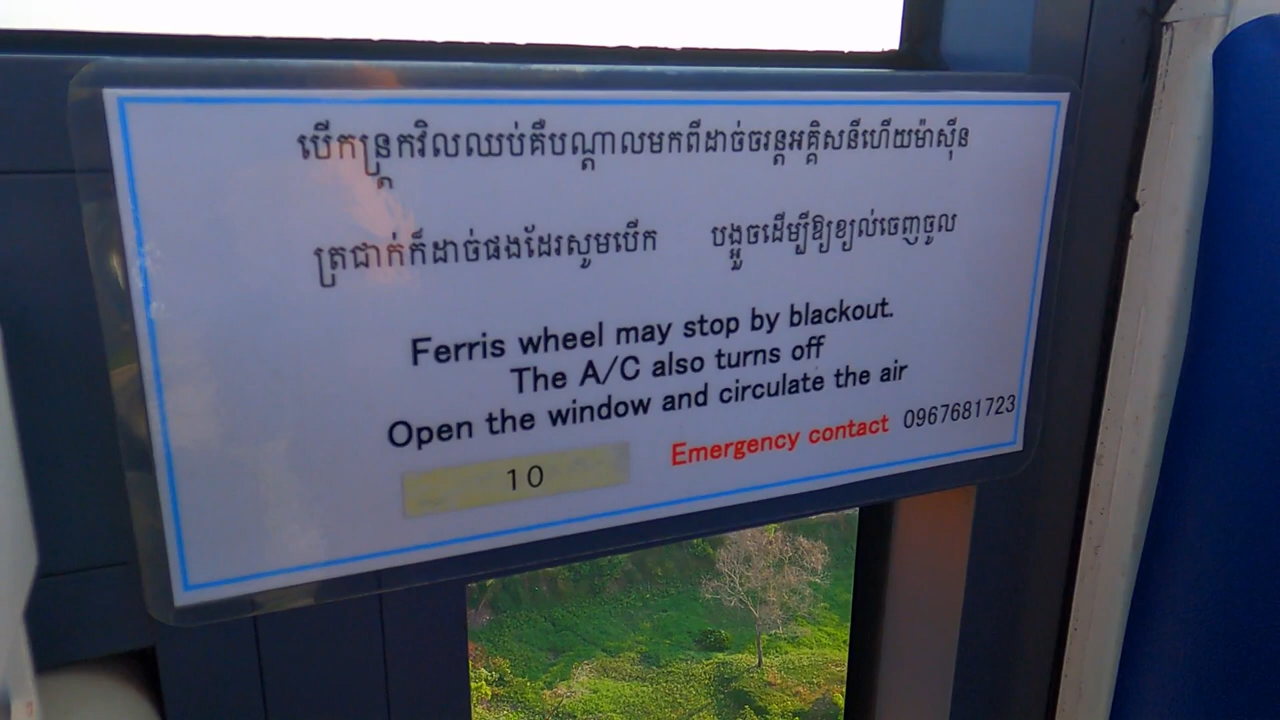 បើកន្ត្រកវិលឈប់គឺបណ្ដាលមកពីដាច់ចរន្តអគ្គិសនីហើយម៉ាស៊ីន
ត្រជាក់ក៏ដាច់ផងដែរសូមបើក បង្អួចដើម្បីឱ្យខ្យល់ចេញចូល
Ferris wheel may stop by blackout.
The A/C also turns off
Open the window and circulate the air
Emergency contact 0967681723
10